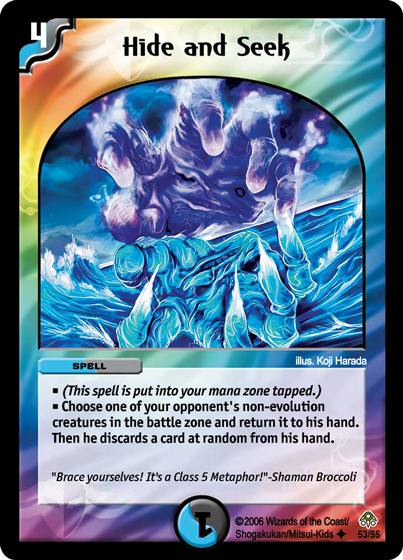 4
Hide and Seek
illus. Koji Harada
SPELL
▪ (This spell is put into your mana zone tapped.)
▪ Choose one of your opponent's non-evolution
creatures in the battle zone and return it to his hand.
Then he discards a card at random from his hand.
"Brace yourselves! It's a Class 5 Metaphor!"-Shaman Broccoli
1
©2006 Wizards of the Coast/
Shogakukan/Mitsui-Kids ✦ 53/55